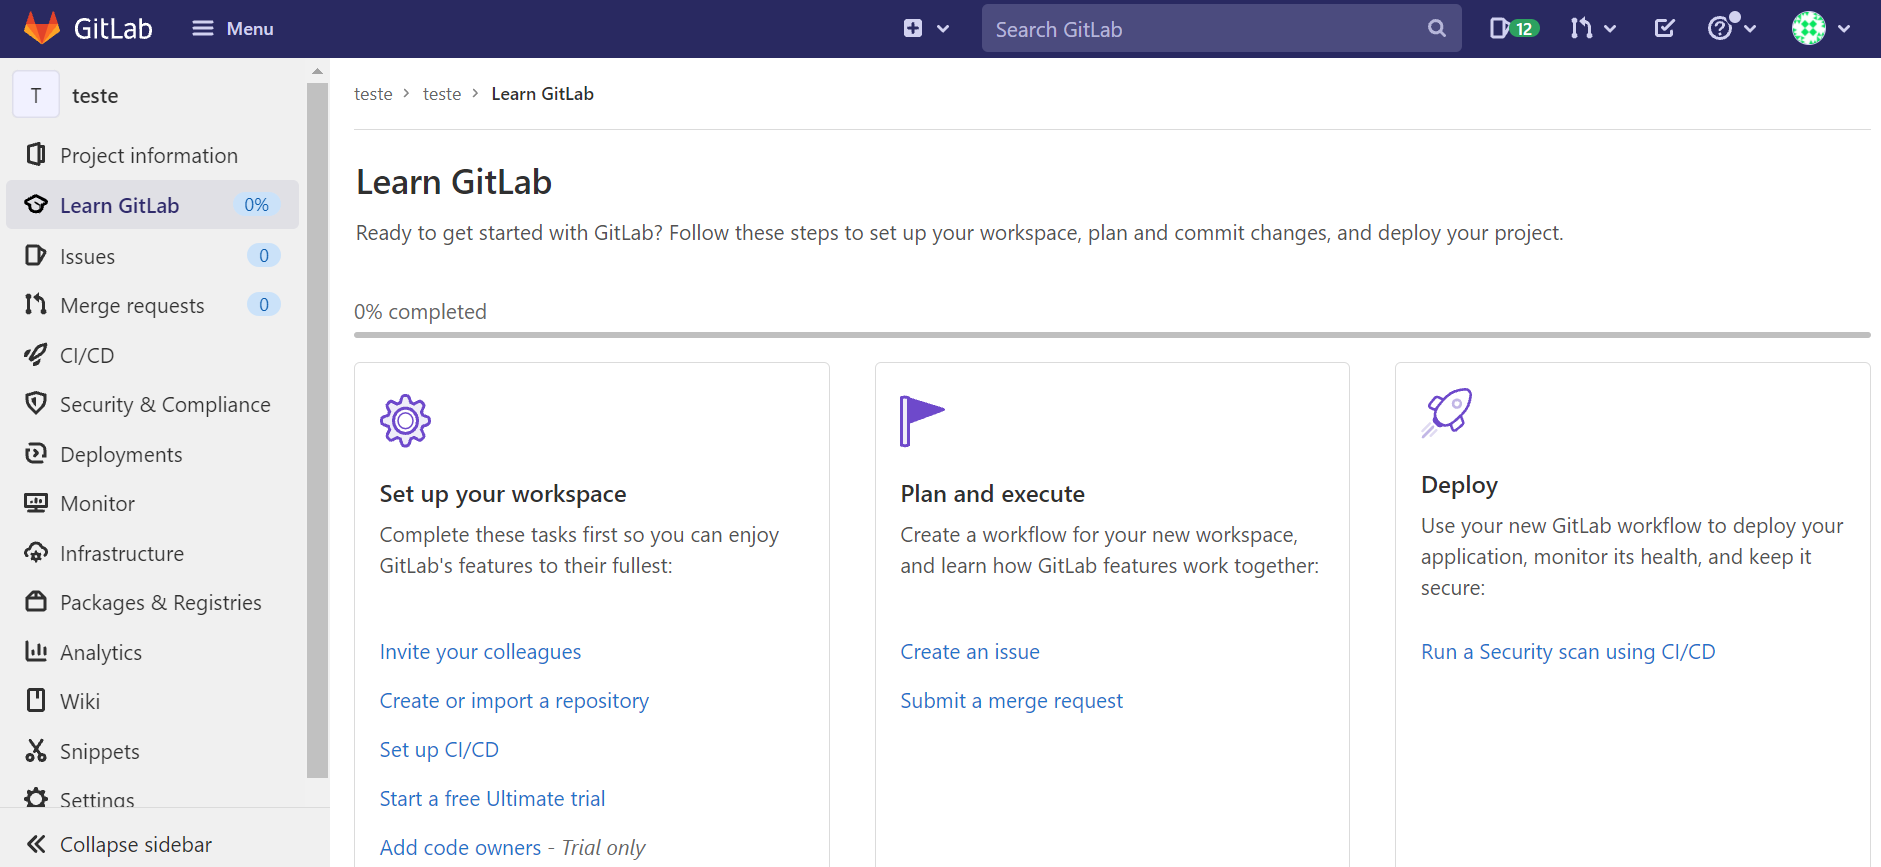 GitLab
Menu
Search GitLab
12
T
teste
Project information
Learn GitLab 0%
Issues 0
Merge requests 0
CI/CD
Security & Compliance
Deployments
Monitor
Infrastructure
Packages & Registries
Analytics
Wiki
Snippets
Settings
Collapse sidebar
teste > teste > Learn GitLab
Learn GitLab
Ready to get started with GitLab? Follow these steps to set up your workspace, plan and commit changes, and deploy your project.
0% completed
Set up your workspace
Complete these tasks first so you can enjoy
GitLab's features to their fullest:
Invite your colleagues
Create or import a repository
Set up CI/CD
Start a free Ultimate trial
Add code owners - Trial only
Plan and execute
Create a workflow for your new workspace,
and learn how GitLab features work together:
Create an issue
Submit a merge request
Deploy
Use your new GitLab workflow to deploy your
application, monitor its health, and keep it
secure:
Run a Security scan using CI/CD